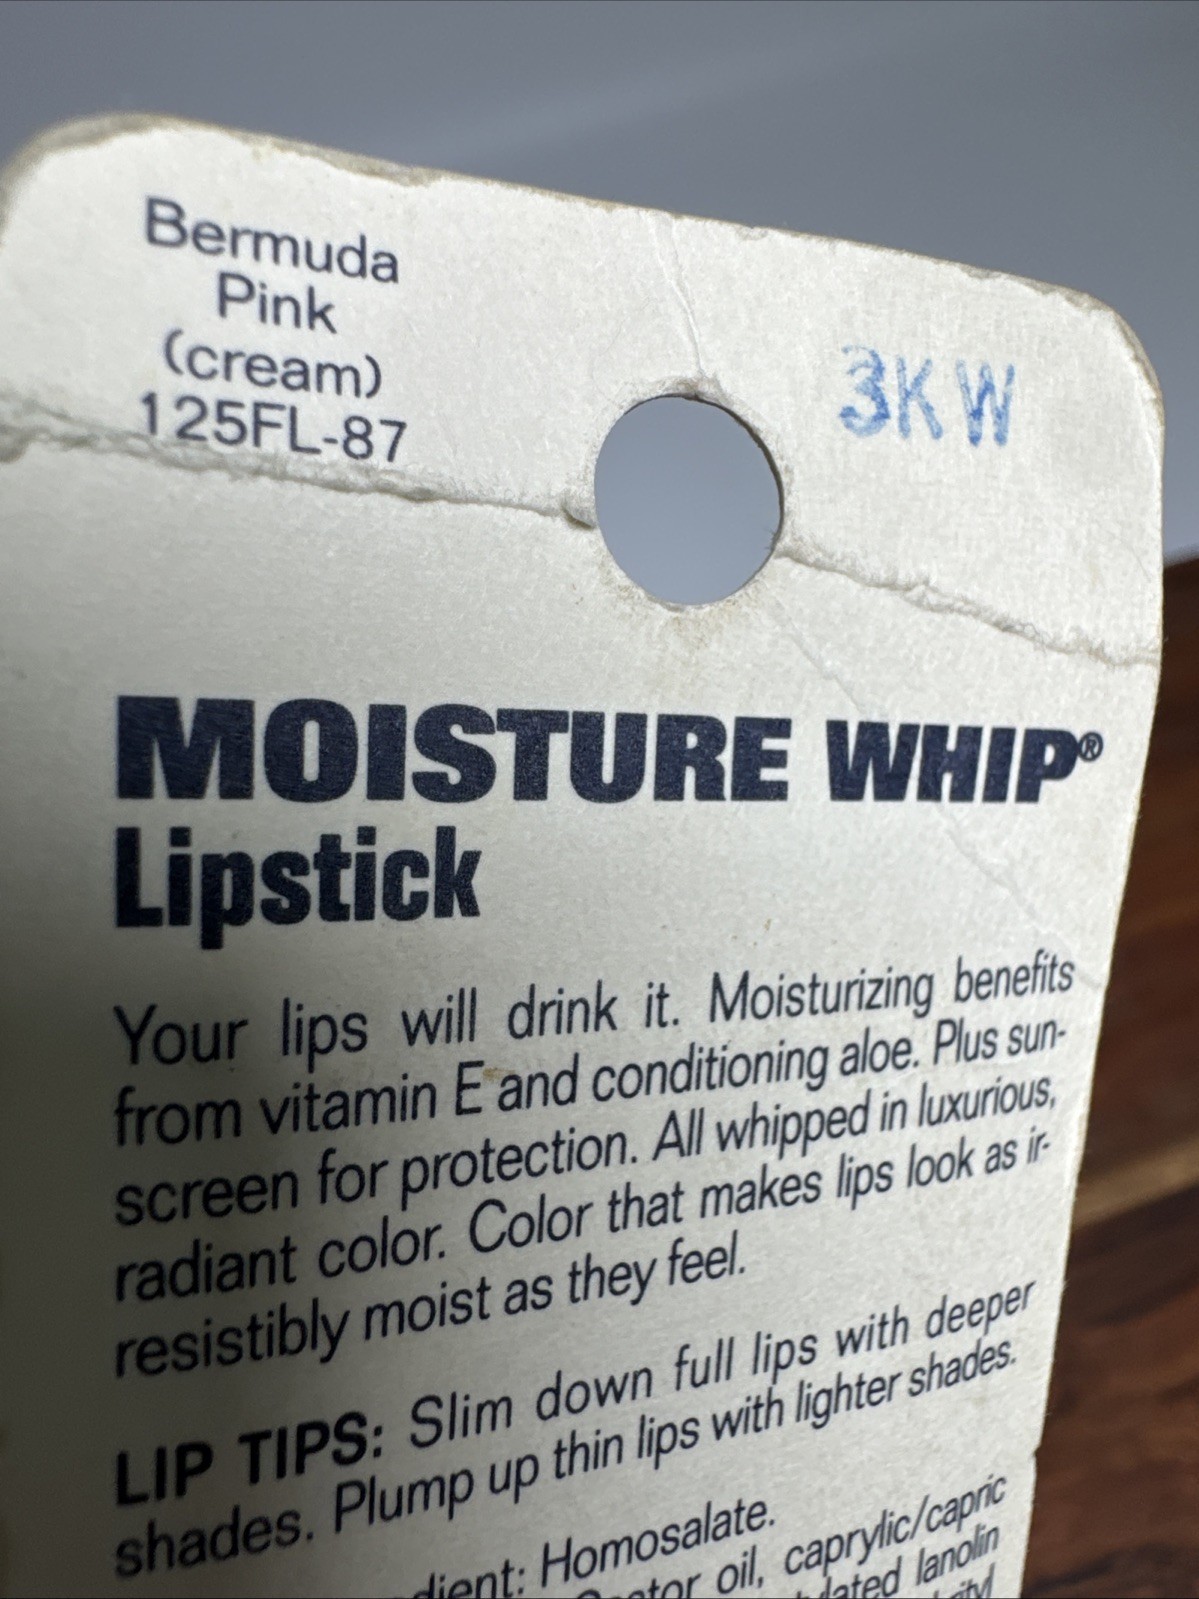 Bermuda
Pink
(cream)
125FL-87
3KW
MOISTURE WHIP®
Lipstick
Your lips will drink it. Moisturizing benefits
from vitamin E and conditioning aloe. Plus sun-
screen for protection. All whipped in luxurious,
radiant color. Color that makes lips look as ir-
resistibly moist as they feel.
LIP TIPS: Slim down full lips with deeper
shades. Plump up thin lips with lighter shades.
Homosalate.
oil, caprylic/capric
lanolin